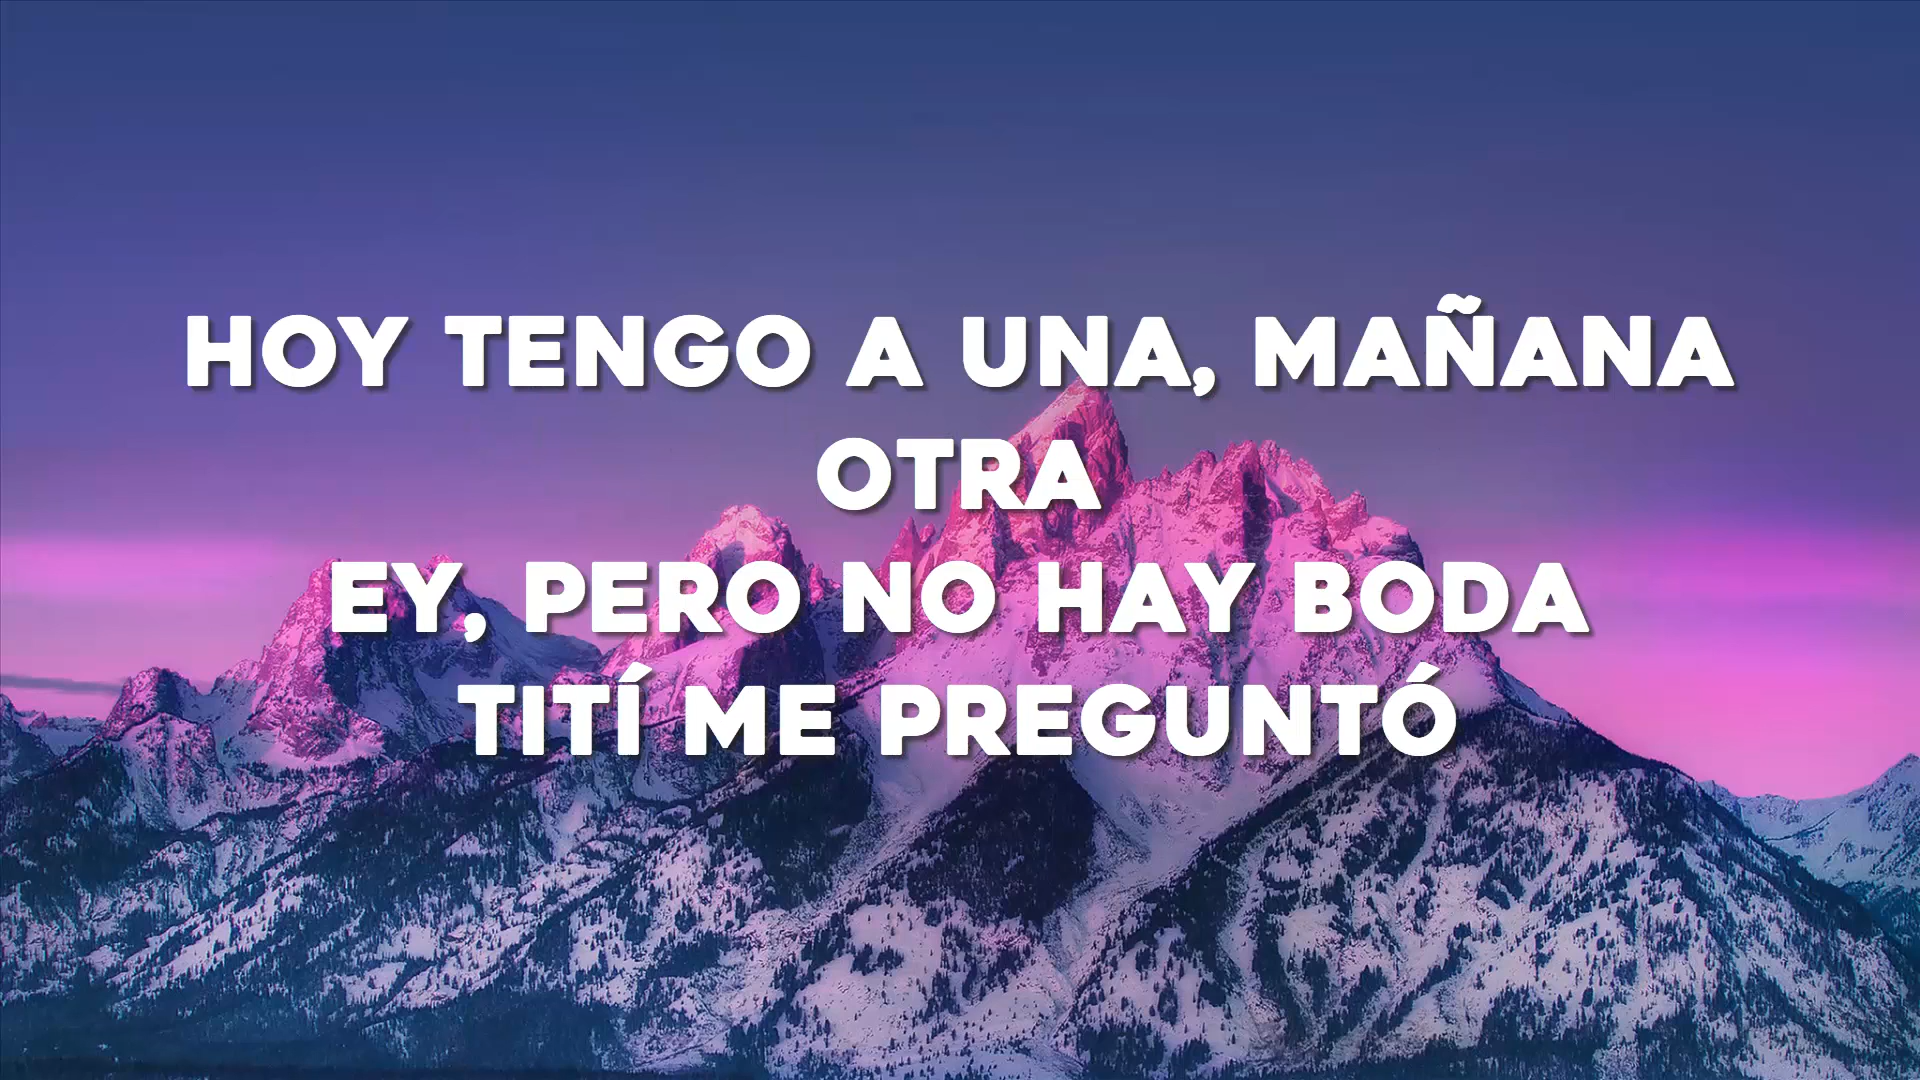 HOY TENGO A UNA, MAÑANA
OTRA
EY, PERO NO HAY BODA
TITÍ ME PREGUNTÓ